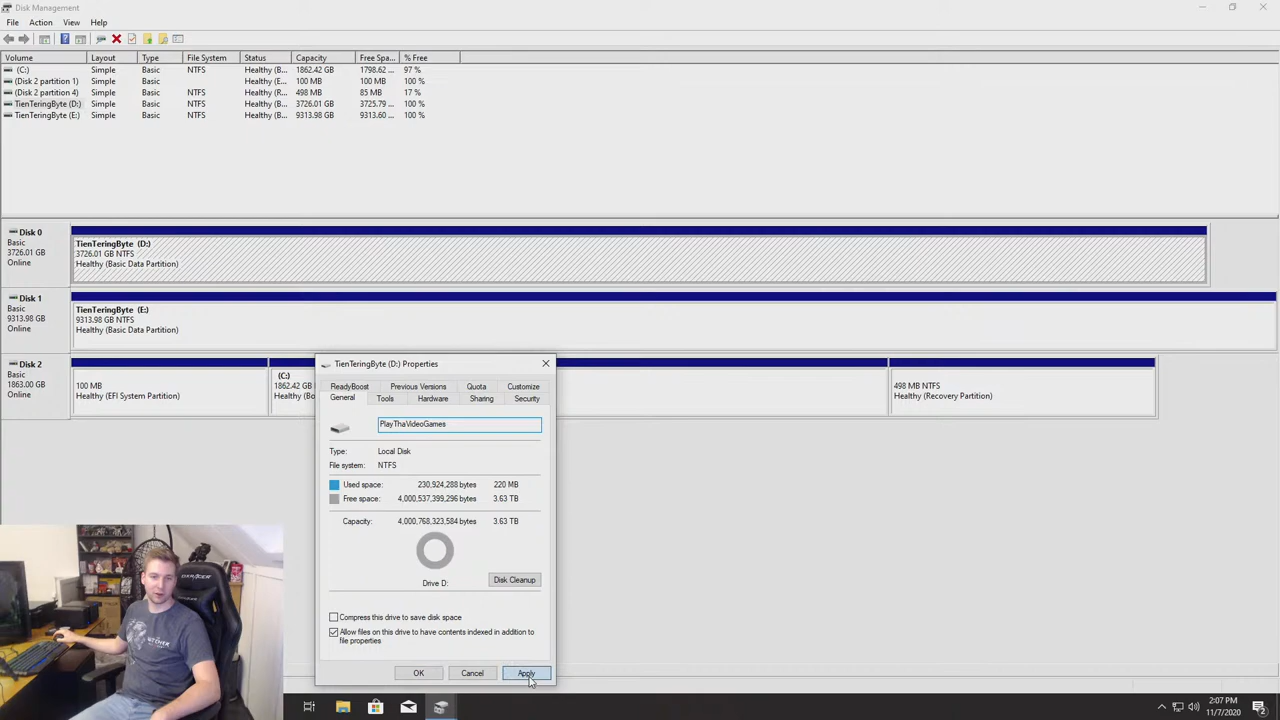 Disk Management
File Action View Help
Volume Layout Type File System Status Capacity Free Spa... % Free
(C:) Simple Basic NTFS Healthy (B... 1862.42 GB 1798.62 ... 97 %
(Disk 2 partition 1) Simple Basic Healthy (E... 100 MB 100 MB 100 %
(Disk 2 partition 4) Simple Basic NTFS Healthy (R... 498 MB 85 MB 17 %
TienTeringByte (D:) Simple Basic NTFS Healthy (B... 3726.01 GB 3725.79 ... 100 %
TienTeringByte (E:) Simple Basic NTFS Healthy (B... 9313.98 GB 9313.60 ... 100 %
Disk 0
Basic
3726.01 GB
Online
TienTeringByte (D:)
3726.01 GB NTFS
Healthy (Basic Data Partition)
Disk 1
Basic
9313.98 GB
Online
TienTeringByte (E:)
9313.98 GB NTFS
Healthy (Basic Data Partition)
Disk 2
Basic
1863.00 GB
Online
100 MB
Healthy (EFI System Partition)
(C:)
1862.42 GB
Healthy (Bo
498 MB NTFS
Healthy (Recovery Partition)
TienTeringByte (D:) Properties
ReadyBoost Previous Versions Quota Customize
General Tools Hardware Sharing Security
PlayThaVideoGames
Type: Local Disk
File system: NTFS
Used space: 230,924,288 bytes 220 MB
Free space: 4,000,537,399,296 bytes 3.63 TB
Capacity: 4,000,768,323,584 bytes 3.63 TB
Drive D: Disk Cleanup
Compress this drive to save disk space
Allow files on this drive to have contents indexed in addition to
file properties
OK Cancel Apply
DXRACER
WITCHER
2:07 PM
11/7/2020
2